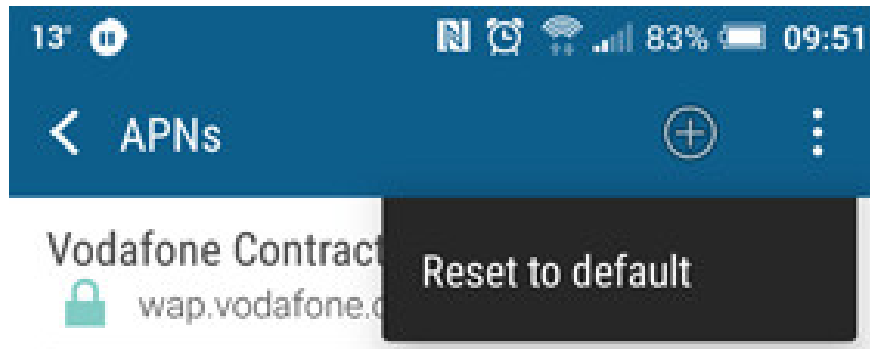 13° 83% 09:51
APNs
Vodafone Contract
Reset to default
wap.vodafone.c